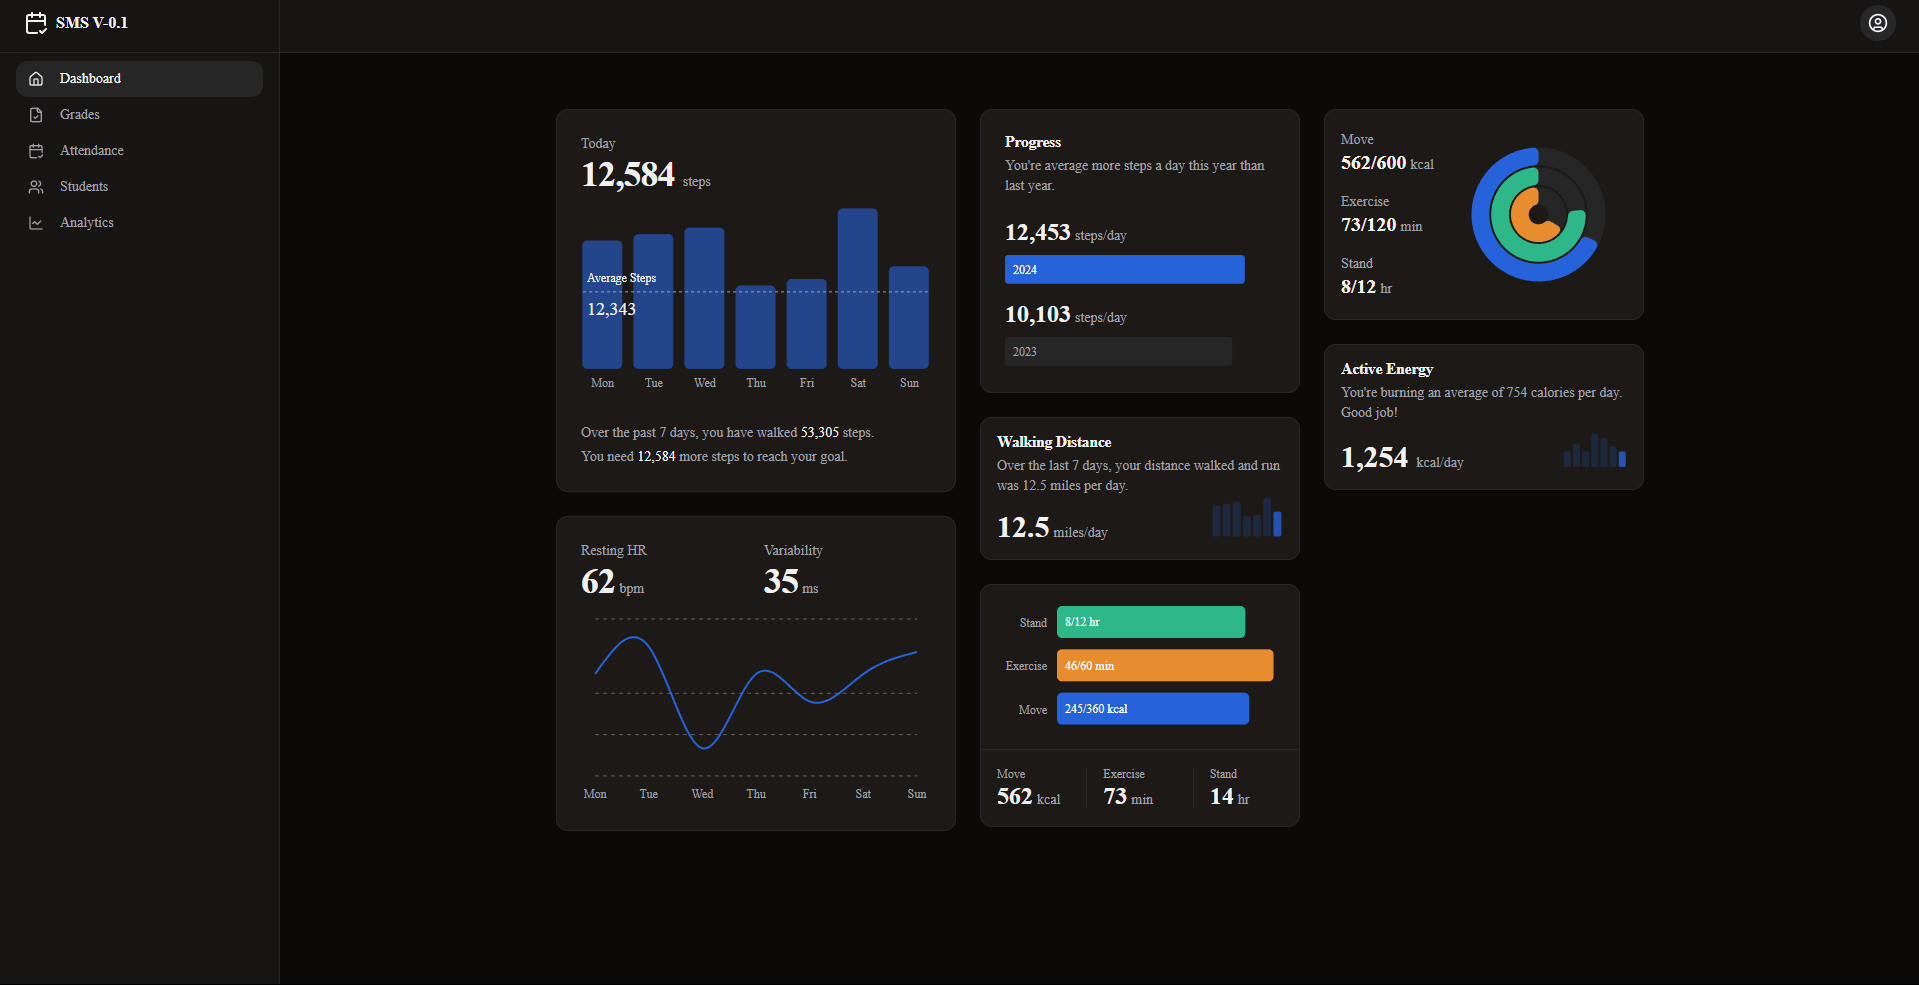 SMS V-0.1
Dashboard
Grades
Attendance
Students
Analytics
Today
12,584 steps
Average Steps
12,343
Mon Tue Wed Thu Fri Sat Sun
Over the past 7 days, you have walked 53,305 steps.
You need 12,584 more steps to reach your goal.
Resting HR
62 bpm
Variability
35 ms
Mon Tue Wed Thu Fri Sat Sun
Progress
You're average more steps a day this year than
last year.
12,453 steps/day
2024
10,103 steps/day
2023
Walking Distance
Over the last 7 days, your distance walked and run
was 12.5 miles per day.
12.5 miles/day
Stand 8/12 hr
Exercise 46/60 min
Move 245/360 kcal
Move
562 kcal
Exercise
73 min
Stand
14 hr
Move
562/600 kcal
Exercise
73/120 min
Stand
8/12 hr
Active Energy
You're burning an average of 754 calories per day.
Good job!
1,254 kcal/day